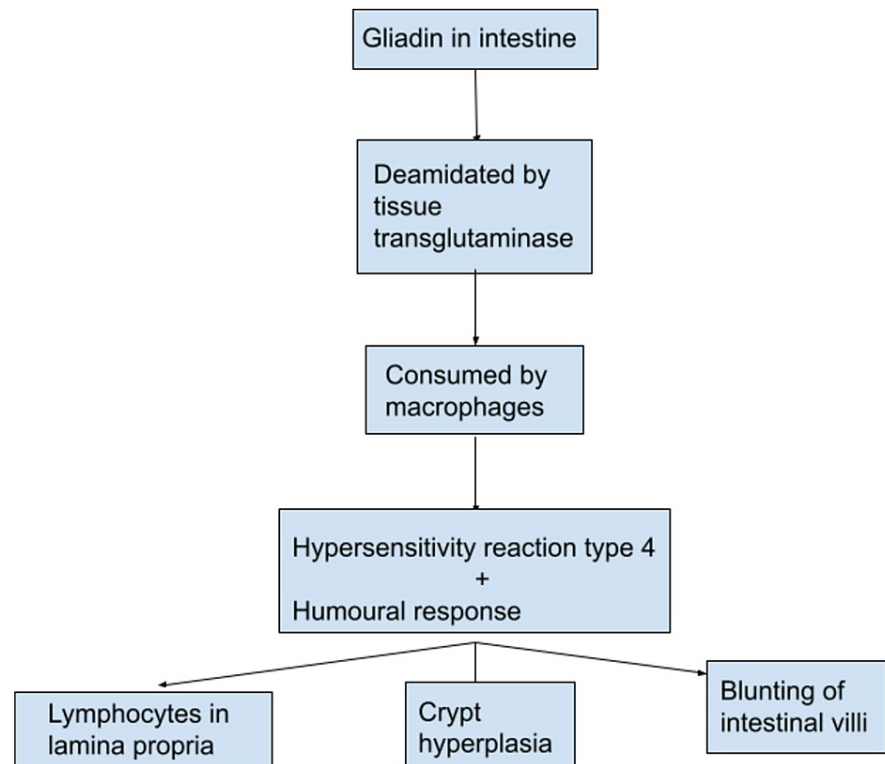 Gliadin in intestine
Deamidated by
tissue
transglutaminase
Consumed by
macrophages
Hypersensitivity reaction type 4
+
Humoural response
Lymphocytes in
lamina propria
Crypt
hyperplasia
Blunting of
intestinal villi